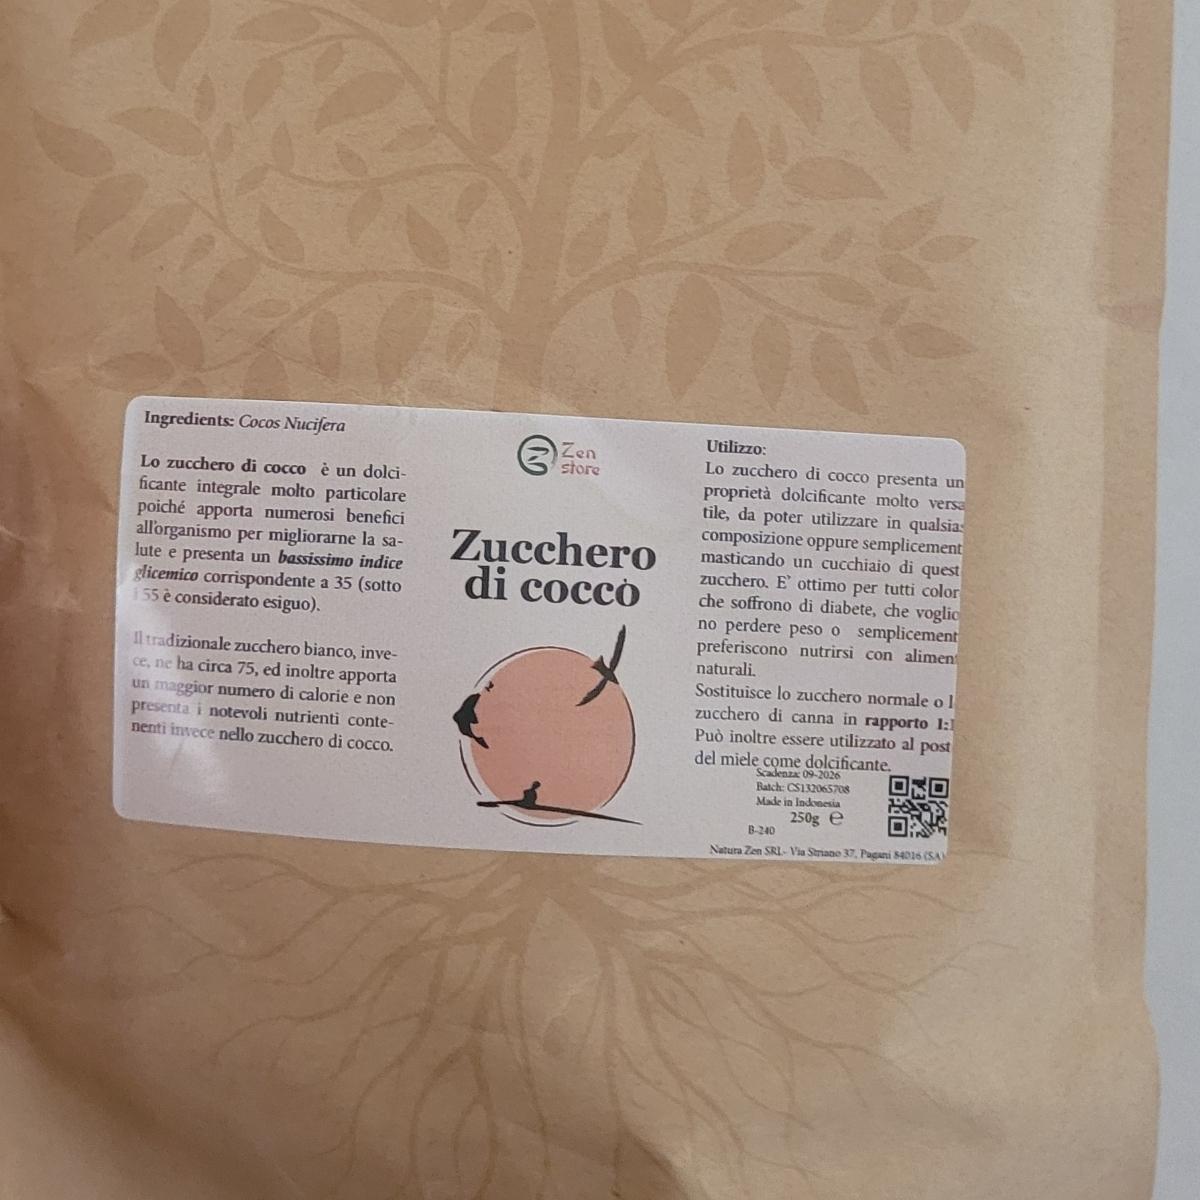 Ingredients: Cocos Nucifera
Lo zucchero di cocco è un dolci-
ficante integrale molto particolare
poiché apporta numerosi benefici
all'organismo per migliorarne la sa-
lute e presenta un bassissimo indice
glicemico corrispondente a 35 (sotto
i 55 è considerato esiguo).
Il tradizionale zucchero bianco, inve-
ce, ne ha circa 75, ed inoltre apporta
un maggior numero di calorie e non
presenta i notevoli nutrienti conte-
nenti invece nello zucchero di cocco.
Zen
store
Zucchero
di cocco
Utilizzo:
Lo zucchero di cocco presenta un
proprietà dolcificante molto versa
tile, da poter utilizzare in qualsias
composizione oppure semplicement
masticando un cucchiaio di quest
zucchero. E' ottimo per tutti color
che soffrono di diabete, che voglio
no perdere peso o semplicement
preferiscono nutrirsi con aliment
naturali.
Sostituisce lo zucchero normale o l
zucchero di canna in rapporto 1:1
Può inoltre essere utilizzato al post
del miele come dolcificante.
Scadenza: 09-2026
Batch: CS132065708
Made in Indonesia
250g e
B-240
Natura Zen SRL- Via Striano 37, Pagani 84016 (SA)